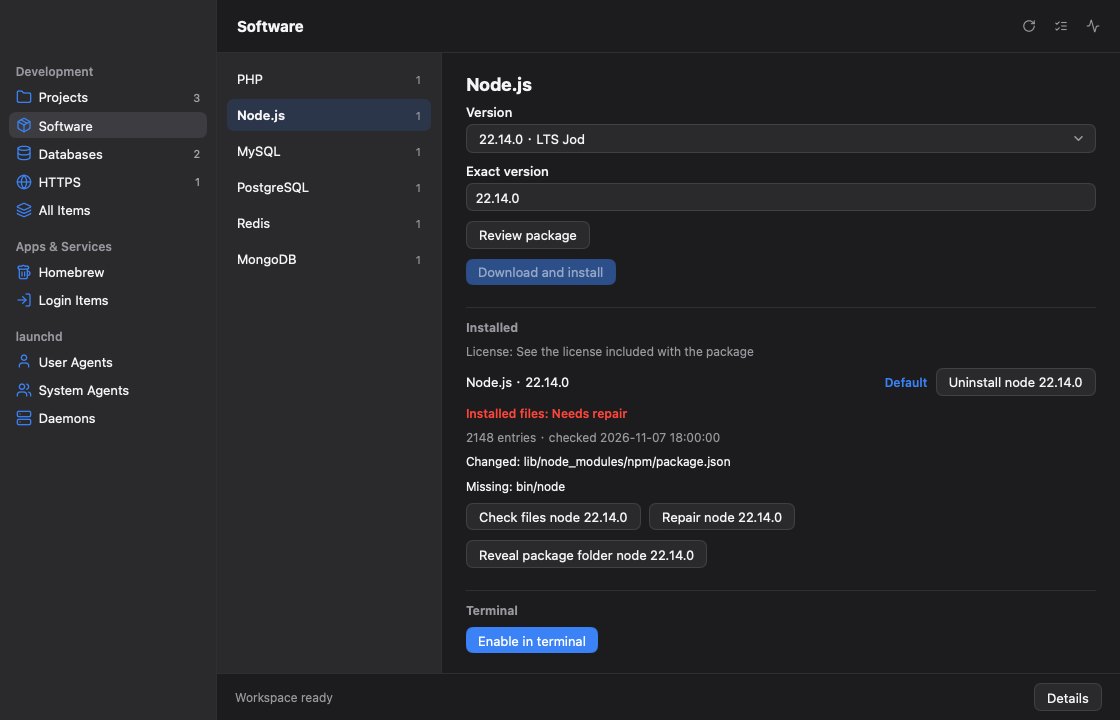 Software
Development
Projects 3
Software
Databases 2
HTTPS 1
All Items
Apps & Services
Homebrew
Login Items
launchd
User Agents
System Agents
Daemons
PHP 1
Node.js 1
MySQL 1
PostgreSQL 1
Redis 1
MongoDB 1
Node.js
Version
22.14.0 · LTS Jod
Exact version
22.14.0
Review package
Download and install
Installed
License: See the license included with the package
Node.js · 22.14.0 Default Uninstall node 22.14.0
Installed files: Needs repair
2148 entries · checked 2026-11-07 18:00:00
Changed: lib/node_modules/npm/package.json
Missing: bin/node
Check files node 22.14.0 Repair node 22.14.0
Reveal package folder node 22.14.0
Terminal
Enable in terminal
Workspace ready Details